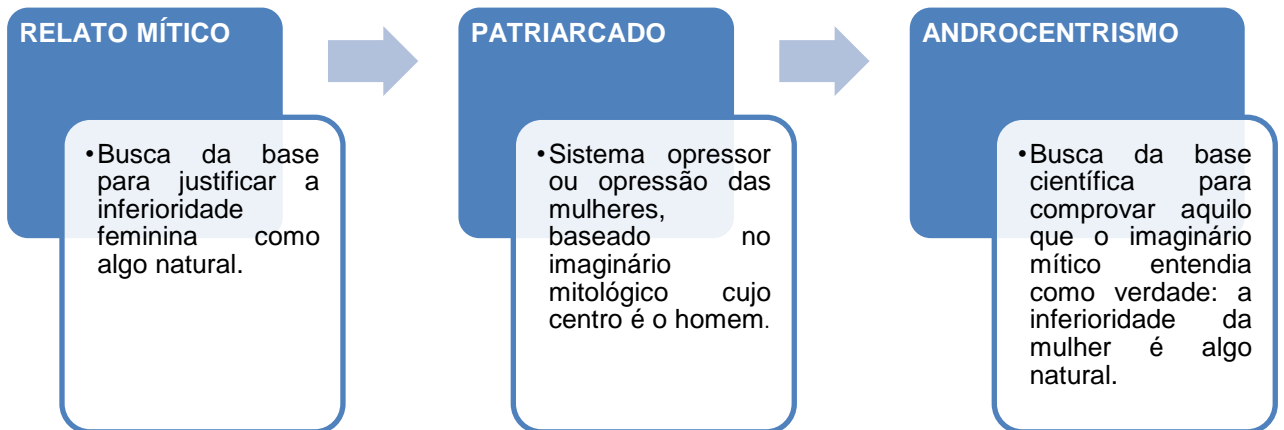 RELATO MÍTICO
•Busca da base
para justificar a
inferioridade
feminina como
algo natural.
PATRIARCADO
•Sistema opressor
ou opressão das
mulheres,
baseado no
imaginário
mitológico cujo
centro é o homem.
ANDROCENTRISMO
•Busca da base
científica para
comprovar aquilo
que o imaginário
mítico entendia
como verdade: a
inferioridade da
mulher é algo
natural.